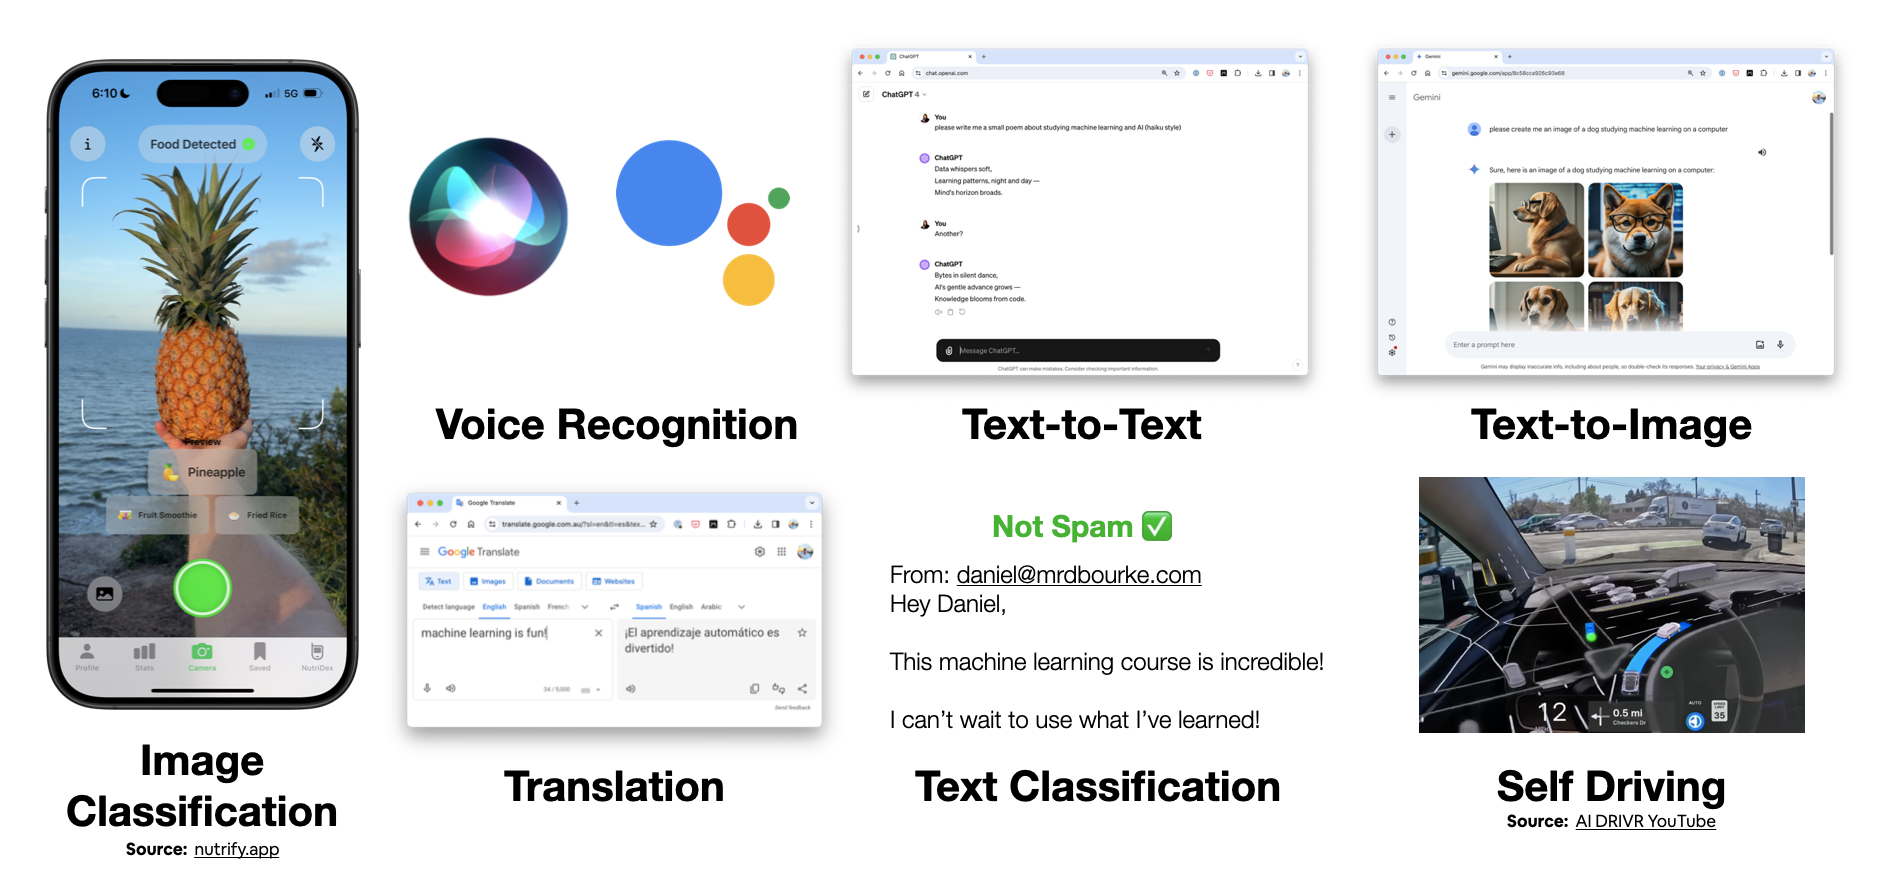 6:10
5G
i
Food Detected
Preview
Pineapple
Fruit Smoothie
Fried Rice
Profile
Stats
Camera
Saved
NutriDex
Image
Classification
Source: nutrify.app
Voice Recognition
ChatGPT
chat.openai.com
ChatGPT 4
You
please write me a small poem about studying machine learning and AI (haiku style)
ChatGPT
Data whispers soft,
Learning patterns, night and day —
Mind's horizon broads.
You
Another?
ChatGPT
Bytes in silent dance,
AI's gentle advance grows —
Knowledge blooms from code.
Message ChatGPT...
ChatGPT can make mistakes. Consider checking important information.
?
Text-to-Text
Gemini
gemini.google.com/app/8c58cca926c93e68
Gemini
please create me an image of a dog studying machine learning on a computer
Sure, here is an image of a dog studying machine learning on a computer:
Enter a prompt here
Gemini may display inaccurate info, including about people, so double-check its responses. Your privacy & Gemini Apps
Text-to-Image
Google Translate
translate.google.com.au/?sl=en&tl=es&tex...
Google Translate
Text
Images
Documents
Websites
Detect language English Spanish French
Spanish English Arabic
machine learning is fun!
¡El aprendizaje automático es
divertido!
24 / 5,000
Send feedback
Translation
Not Spam ✅
From: daniel@mrdbourke.com
Hey Daniel,
This machine learning course is incredible!
I can't wait to use what I've learned!
Text Classification
12
0.5 mi
Checkers Dr
AUTO
SPEED
LIMIT
35
Self Driving
Source: AI DRIVR YouTube